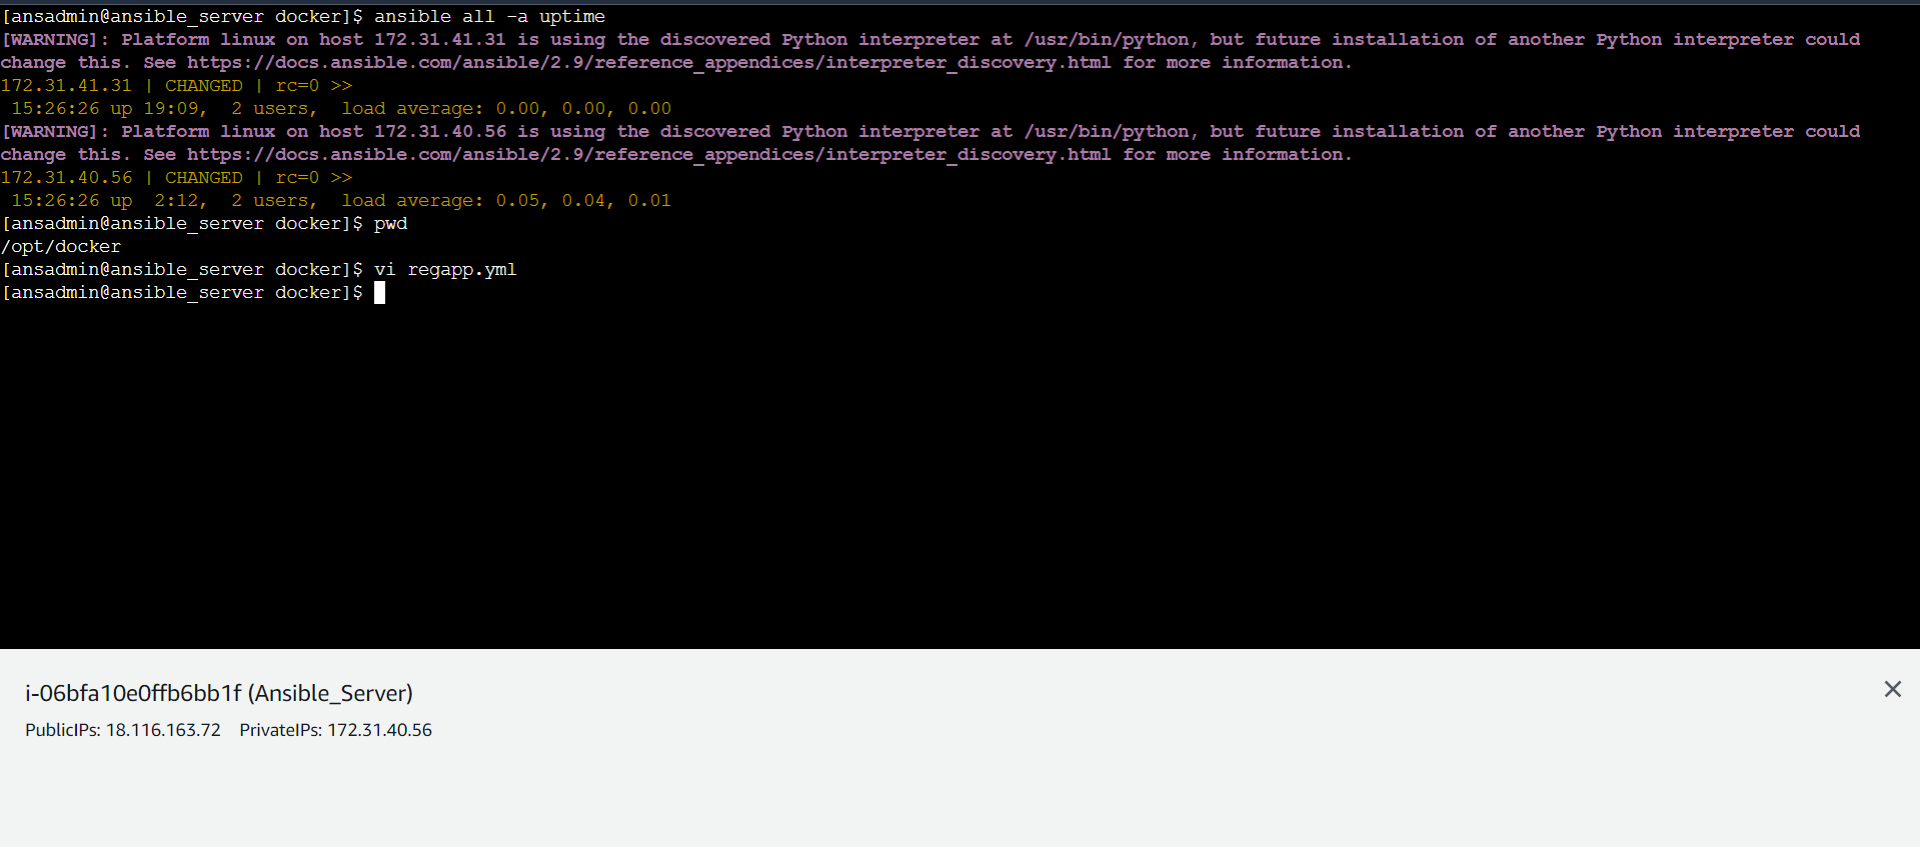 [ansadmin@ansible_server docker]$ ansible all -a uptime
[WARNING]: Platform linux on host 172.31.41.31 is using the discovered Python interpreter at /usr/bin/python, but future installation of another Python interpreter could
change this. See https://docs.ansible.com/ansible/2.9/reference_appendices/interpreter_discovery.html for more information.
172.31.41.31 | CHANGED | rc=0 >>
 15:26:26 up 19:09,  2 users,  load average: 0.00, 0.00, 0.00
[WARNING]: Platform linux on host 172.31.40.56 is using the discovered Python interpreter at /usr/bin/python, but future installation of another Python interpreter could
change this. See https://docs.ansible.com/ansible/2.9/reference_appendices/interpreter_discovery.html for more information.
172.31.40.56 | CHANGED | rc=0 >>
 15:26:26 up  2:12,  2 users,  load average: 0.05, 0.04, 0.01
[ansadmin@ansible_server docker]$ pwd
/opt/docker
[ansadmin@ansible_server docker]$ vi regapp.yml
[ansadmin@ansible_server docker]$
i-06bfa10e0ffb6bb1f (Ansible_Server)
PublicIPs: 18.116.163.72    PrivateIPs: 172.31.40.56